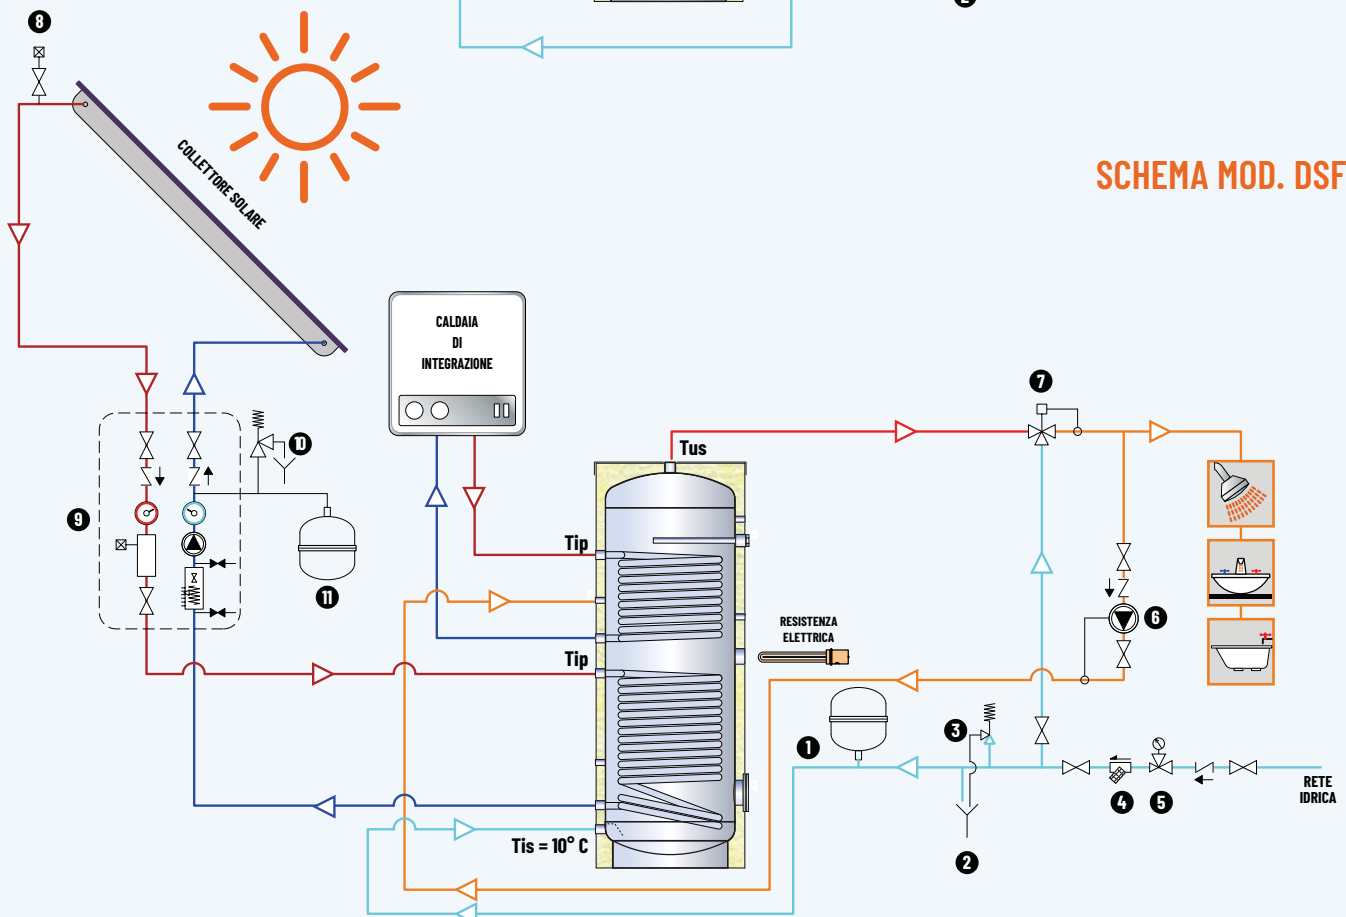 2
8
COLLETTORE SOLARE
SCHEMA MOD. DSF
CALDAIA
DI
INTEGRAZIONE
7
10
Tus
9
Tip
11
RESISTENZA
ELETTRICA
6
Tip
3
1
RETE
IDRICA
4
5
Tis = 10° C
2